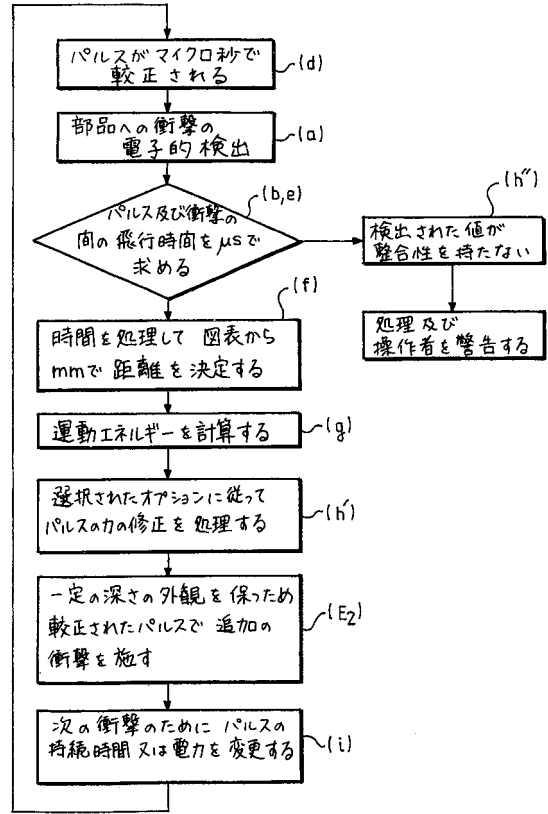 パルスがマイクロ秒で
較正される
(d)
部品への衝撃の
電子的検出
(a)
パルス及び衝撃の
間の飛行時間をμsで
求める
(b,e)
検出された値が
整合性を持たない
(h")
処理及び
操作者を警告する
時間を処理して 図表から
mmで距離を決定する
(f)
運動エネルギーを計算する
(g)
選択されたオプションに従って
パルスの力の修正を処理する
(h')
一定の深さの外観を保っため
較正されたパルスで追加の
衝撃を施す
(E2)
次の衝撃のために パルスの
持続時間又は電力を変更する
(i)